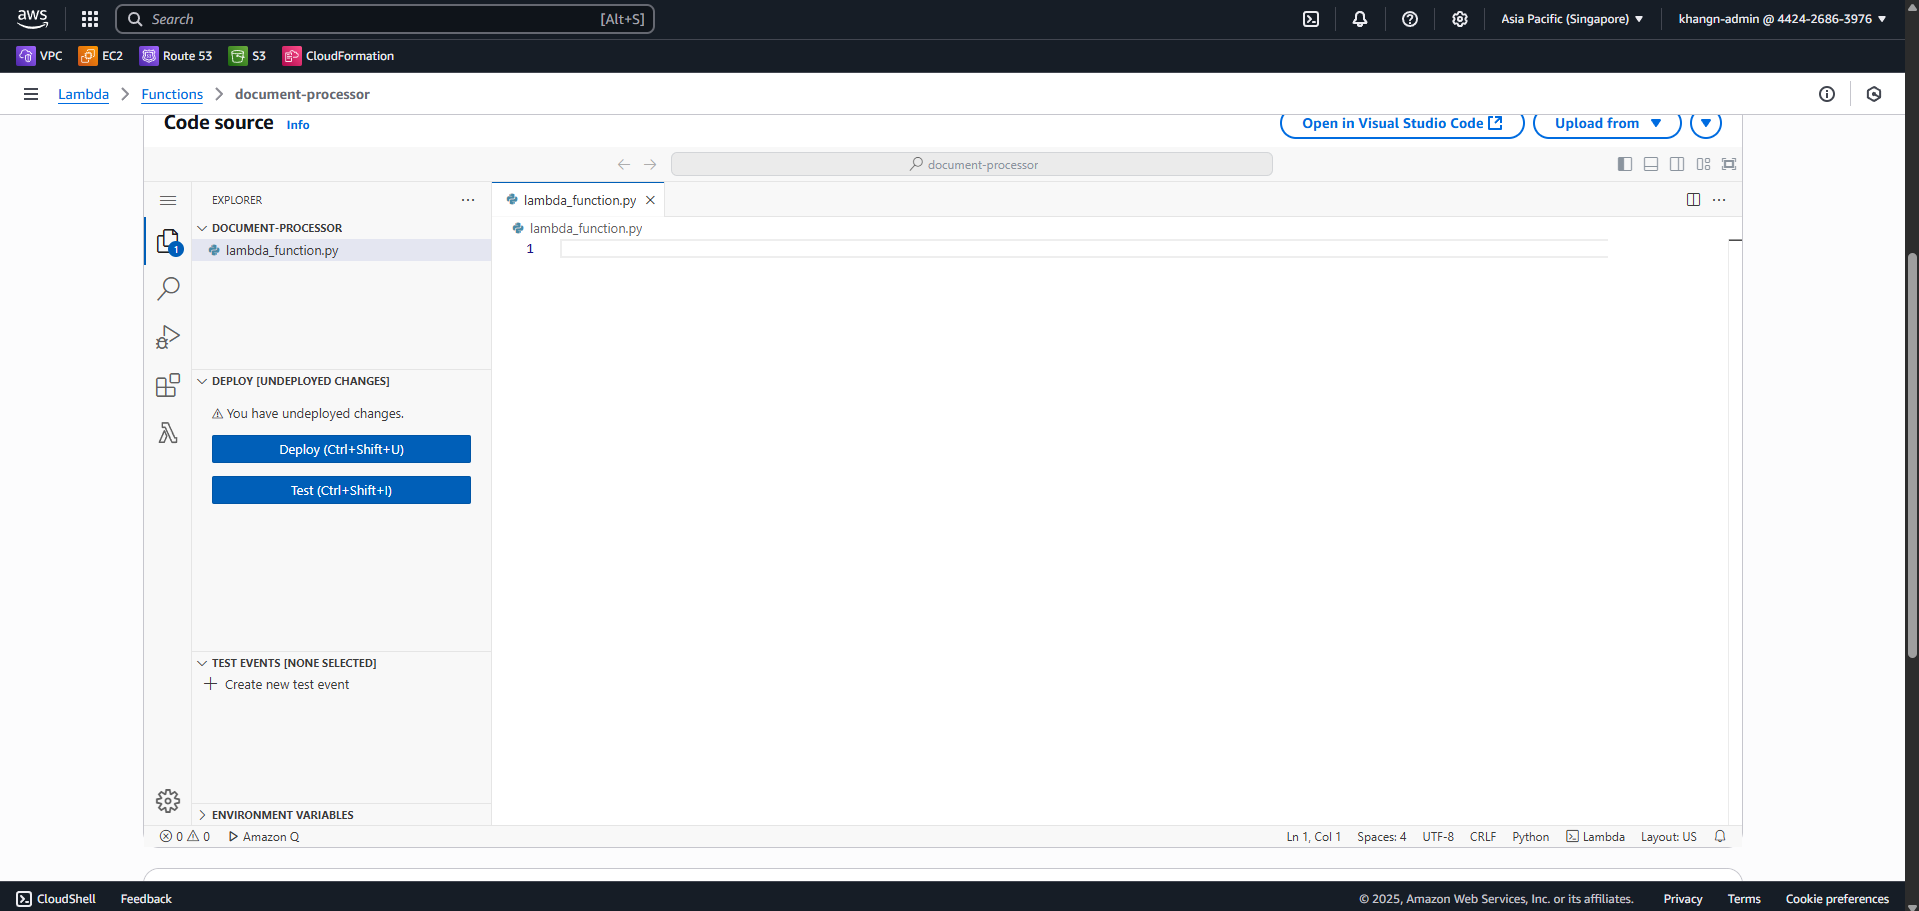 aws
Search [Alt+S]
Asia Pacific (Singapore)
khangn-admin @ 4424-2686-3976
VPC EC2 Route 53 S3 CloudFormation
Lambda Functions document-processor
Code source Info
Open in Visual Studio Code Upload from
document-processor
EXPLORER
lambda_function.py
DOCUMENT-PROCESSOR
lambda_function.py
lambda_function.py
1
1
DEPLOY [UNDEPLOYED CHANGES]
You have undeployed changes.
Deploy (Ctrl+Shift+U)
Test (Ctrl+Shift+I)
TEST EVENTS [NONE SELECTED]
Create new test event
ENVIRONMENT VARIABLES
0 0 Amazon Q
Ln 1, Col 1 Spaces: 4 UTF-8 CRLF Python Lambda Layout: US
CloudShell Feedback
© 2025, Amazon Web Services, Inc. or its affiliates. Privacy Terms Cookie preferences